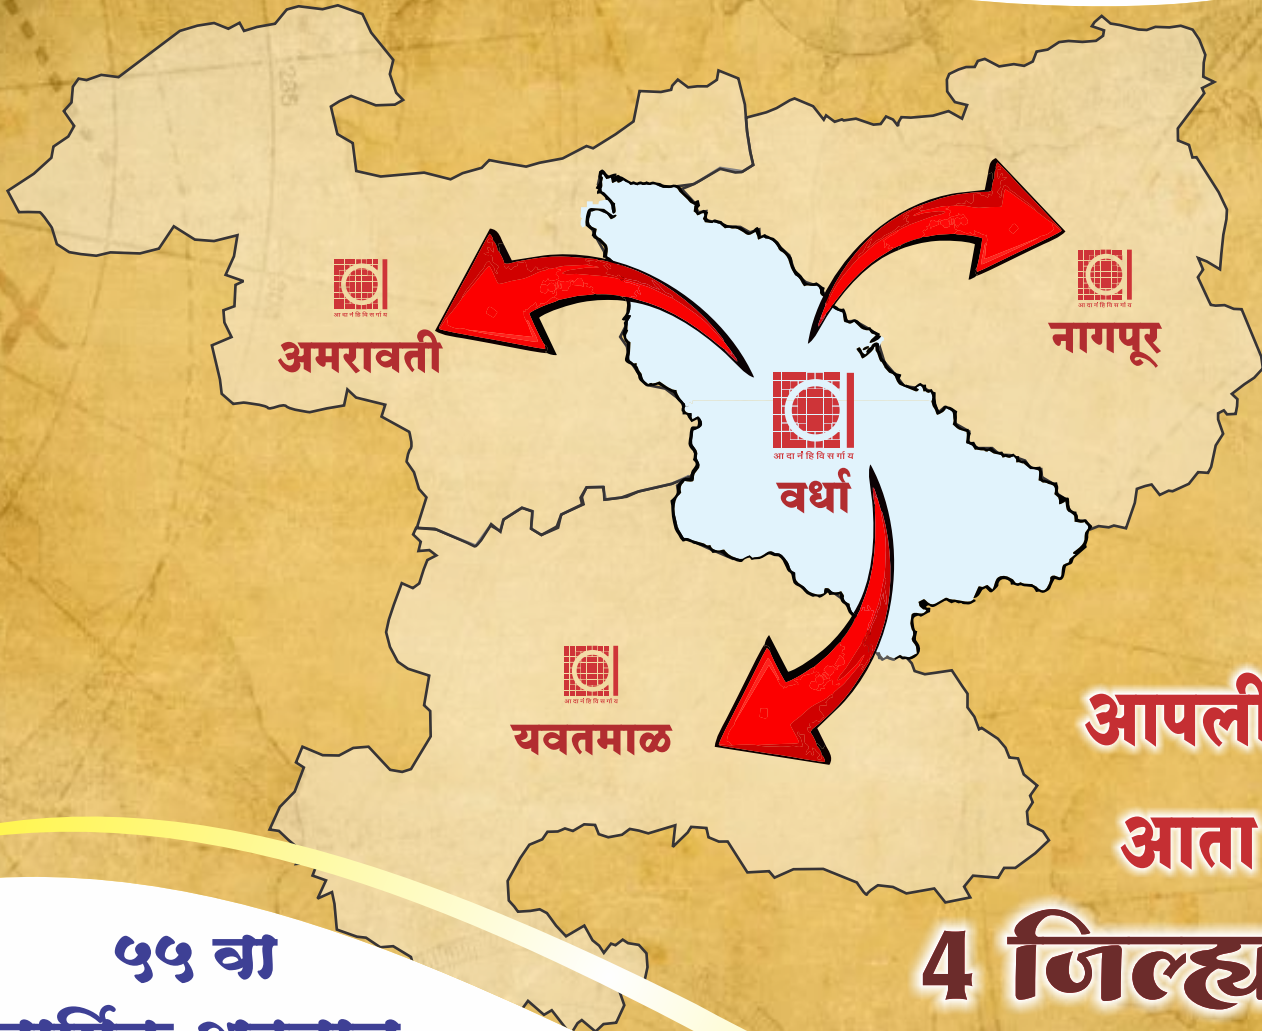 आ दा नं हि वि स र्गा य
अमरावती
आ दा नं हि वि स र्गा य
नागपूर
आ दा नं हि वि स र्गा य
वर्धा
आ दा नं हि वि स र्गा य
यवतमाळ
आपली
आता
4 जिल्ह्य
५५ वा